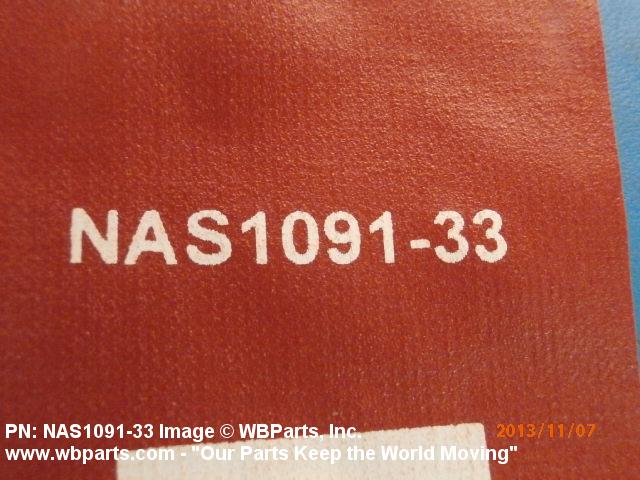 NAS1091-33
PN: NAS1091-33 Image © WBParts, Inc.
2013/11/07
www.wbparts.com - "Our Parts Keep the World Moving"